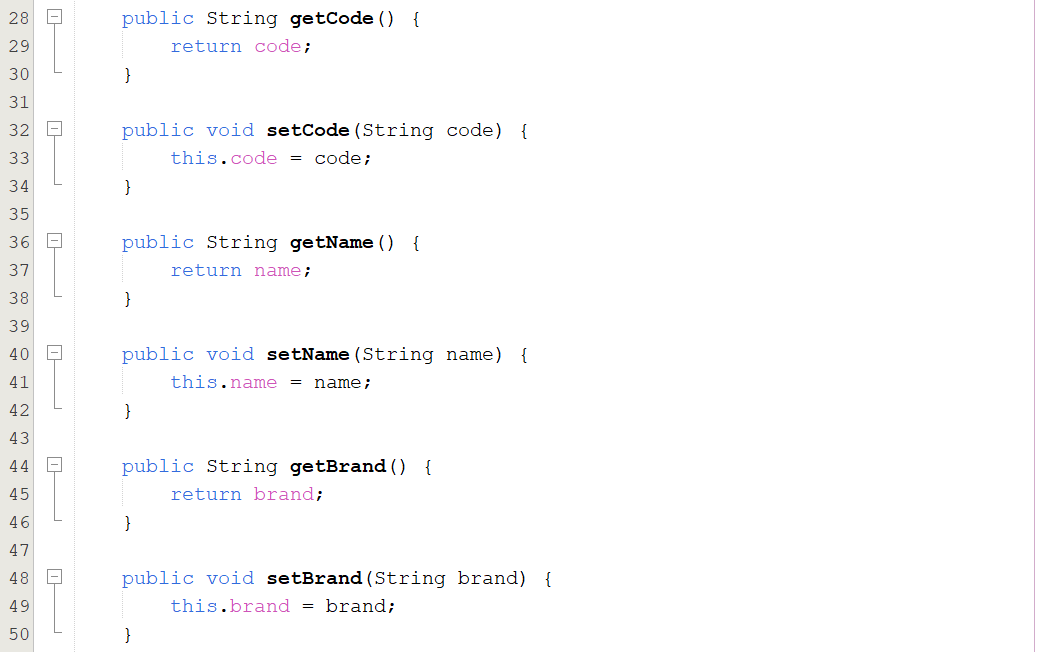 28 public String getCode() {
29 return code;
30 }
31
32 public void setCode(String code) {
33 this.code = code;
34 }
35
36 public String getName() {
37 return name;
38 }
39
40 public void setName(String name) {
41 this.name = name;
42 }
43
44 public String getBrand() {
45 return brand;
46 }
47
48 public void setBrand(String brand) {
49 this.brand = brand;
50 }